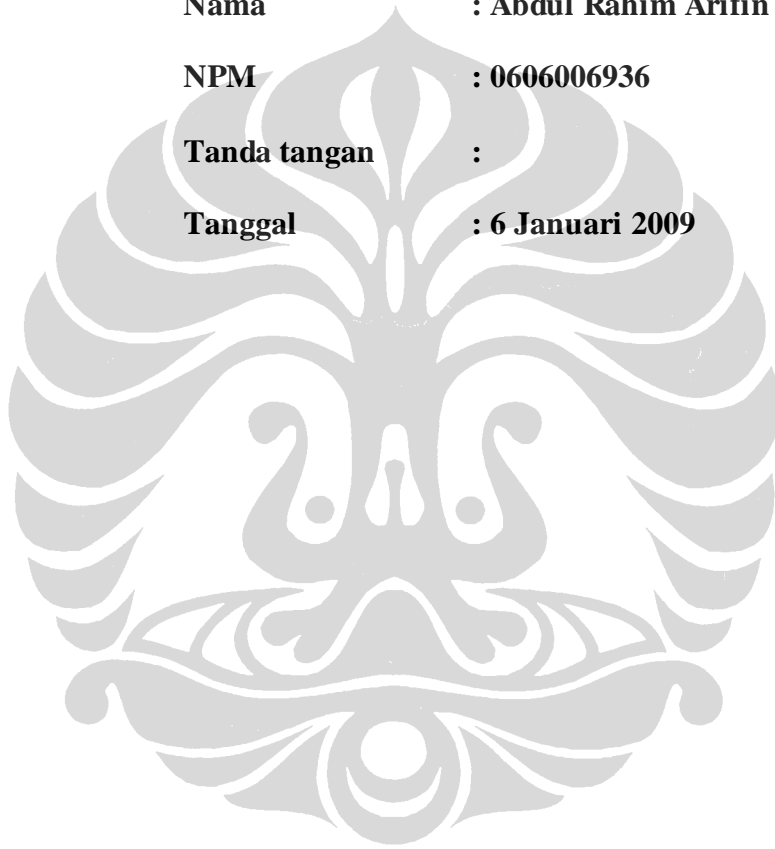 Nama : Abdul Rahim Arifin
NPM : 0606006936
Tanda tangan :
Tanggal : 6 Januari 2009